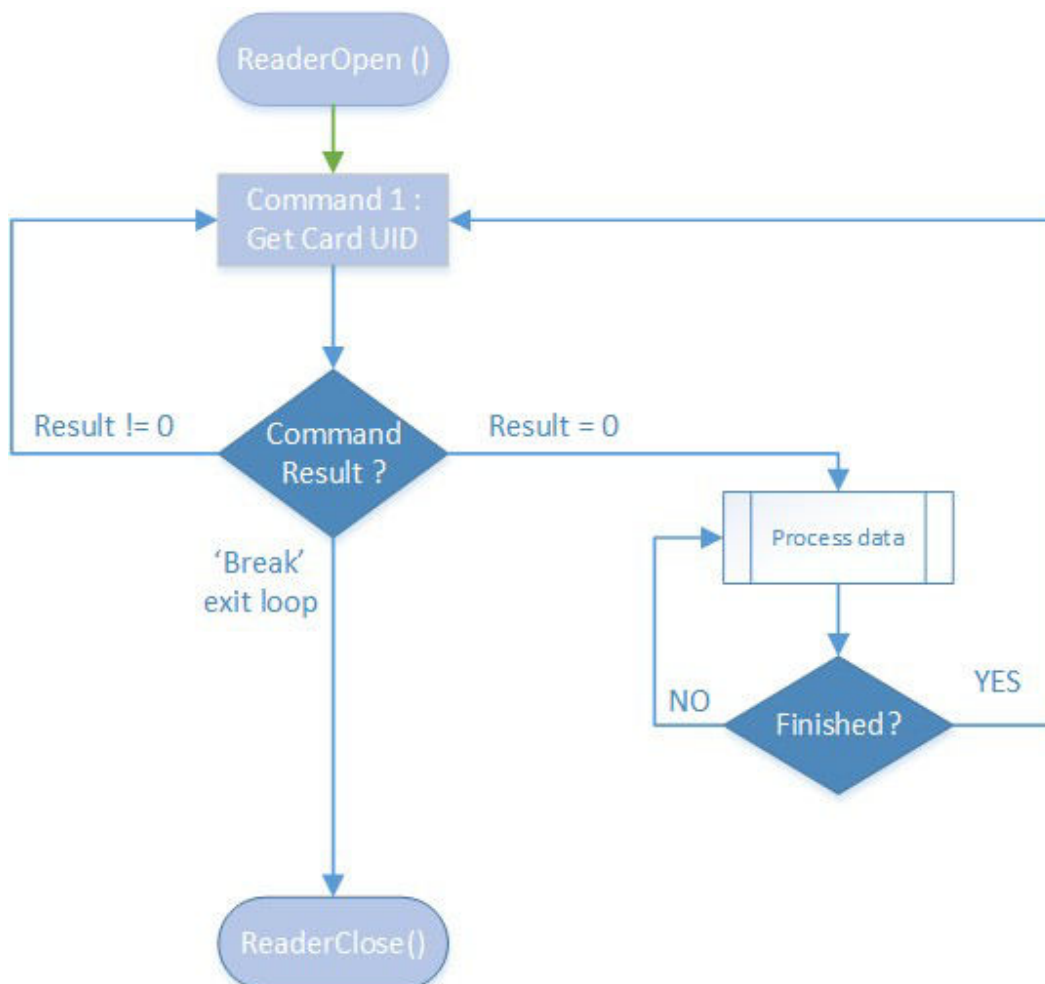 ReaderOpen ()
Command 1 :
Get Card UID
Result != 0
Command
Result ?
Result = 0
'Break'
exit loop
Process data
NO
Finished?
YES
ReaderClose()